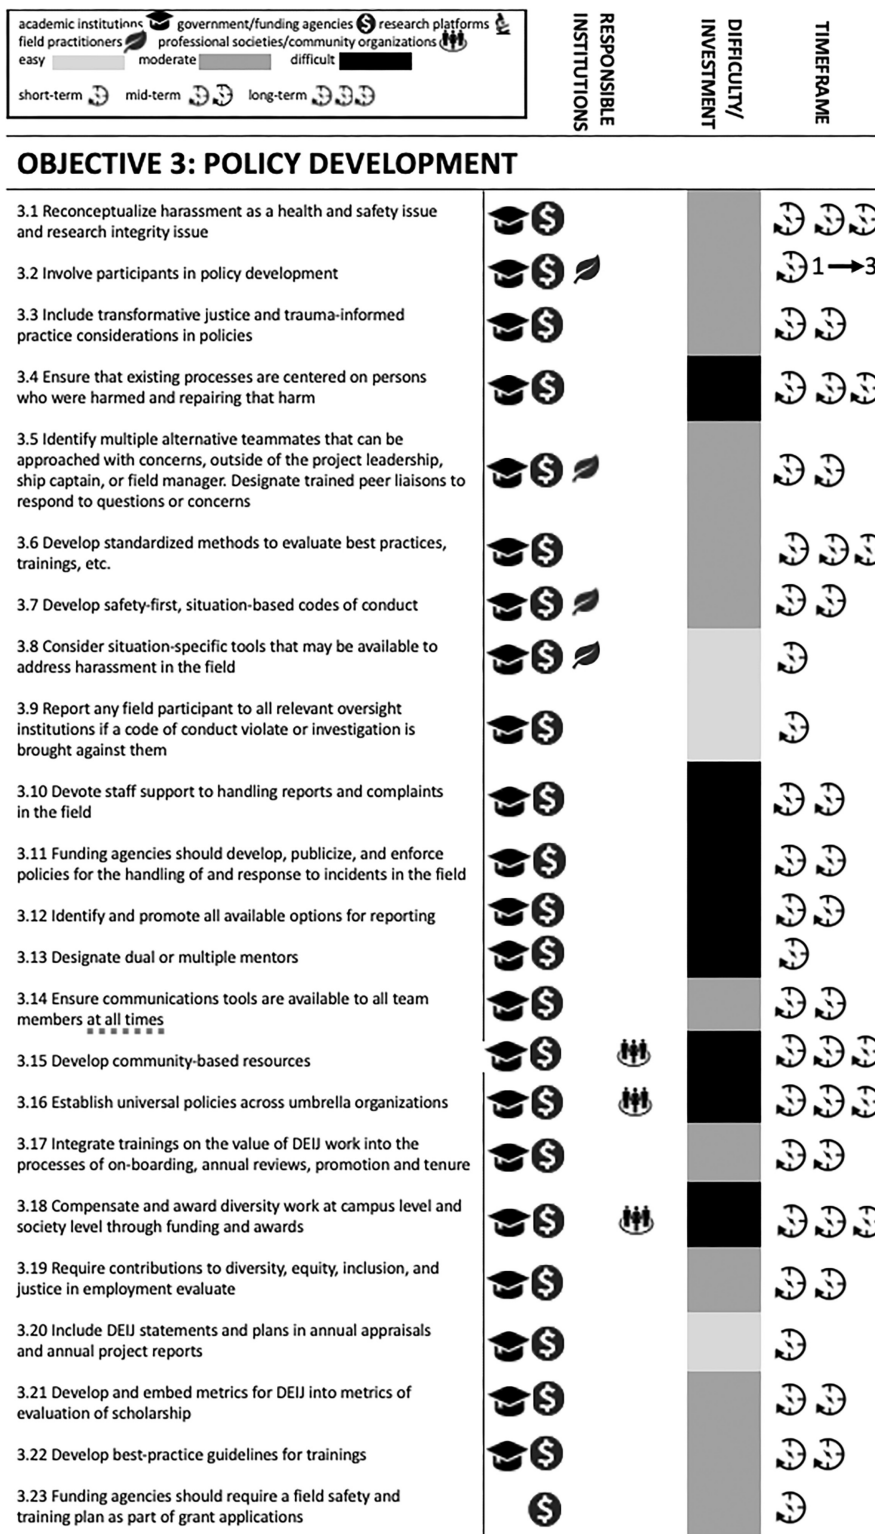 academic institutions government/funding agencies $ research platforms
field practitioners professional societies/community organizations
easy moderate difficult
short-term mid-term long-term
RESPONSIBLE
INSTITUTIONS
DIFFICULTY/
INVESTMENT
TIMEFRAME
OBJECTIVE 3: POLICY DEVELOPMENT
3.1 Reconceptualize harassment as a health and safety issue
and research integrity issue
$
3.2 Involve participants in policy development
$ 1 → 3
3.3 Include transformative justice and trauma-informed
practice considerations in policies
$
3.4 Ensure that existing processes are centered on persons
who were harmed and repairing that harm
$
3.5 Identify multiple alternative teammates that can be
approached with concerns, outside of the project leadership,
ship captain, or field manager. Designate trained peer liaisons to
respond to questions or concerns
$
3.6 Develop standardized methods to evaluate best practices,
trainings, etc.
$
3.7 Develop safety-first, situation-based codes of conduct
$
3.8 Consider situation-specific tools that may be available to
address harassment in the field
$
3.9 Report any field participant to all relevant oversight
institutions if a code of conduct violate or investigation is
brought against them
$
3.10 Devote staff support to handling reports and complaints
in the field
$
3.11 Funding agencies should develop, publicize, and enforce
policies for the handling of and response to incidents in the field
$
3.12 Identify and promote all available options for reporting
$
3.13 Designate dual or multiple mentors
$
3.14 Ensure communications tools are available to all team
members at all times
$
3.15 Develop community-based resources
$
3.16 Establish universal policies across umbrella organizations
$
3.17 Integrate trainings on the value of DEIJ work into the
processes of on-boarding, annual reviews, promotion and tenure
$
3.18 Compensate and award diversity work at campus level and
society level through funding and awards
$
3.19 Require contributions to diversity, equity, inclusion, and
justice in employment evaluate
$
3.20 Include DEIJ statements and plans in annual appraisals
and annual project reports
$
3.21 Develop and embed metrics for DEIJ into metrics of
evaluation of scholarship
$
3.22 Develop best-practice guidelines for trainings
$
3.23 Funding agencies should require a field safety and
training plan as part of grant applications
$